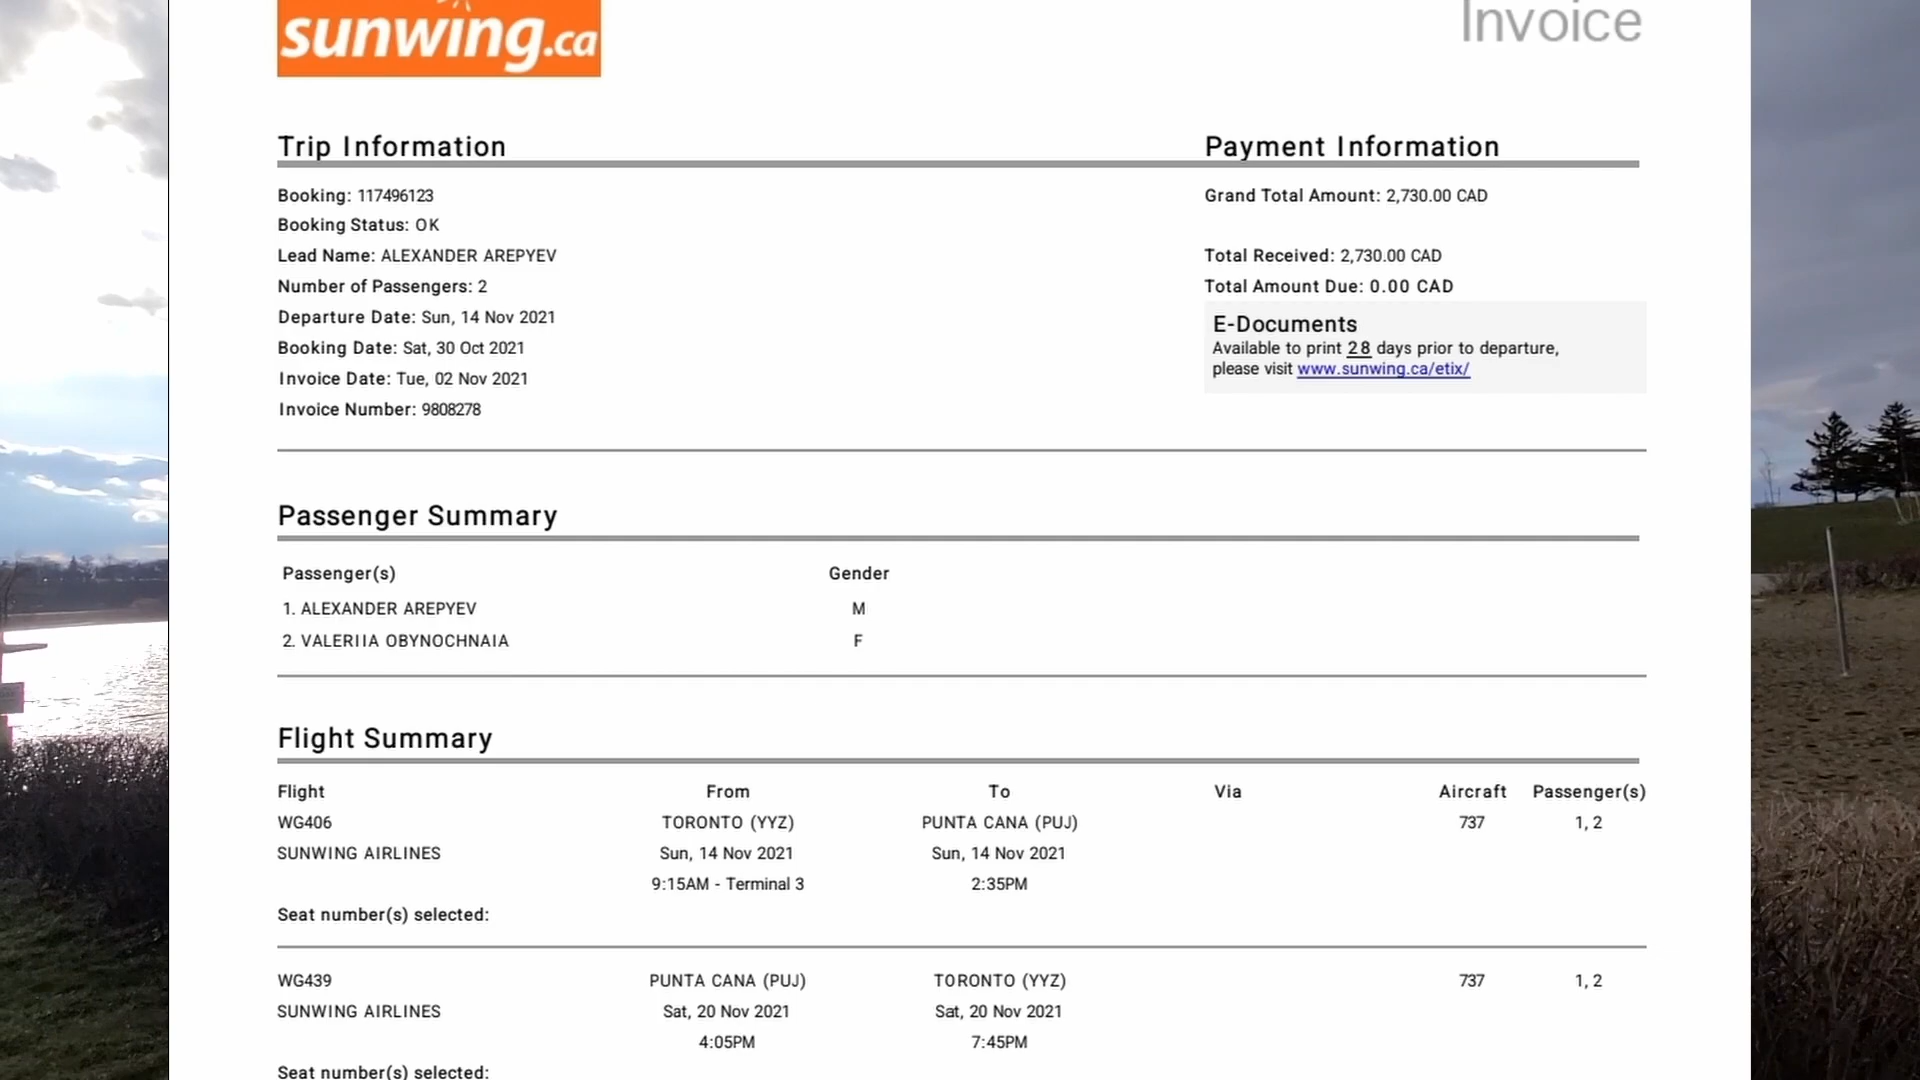 sunwing.ca
Invoice
Trip Information
Payment Information
Booking: 117496123
Grand Total Amount: 2,730.00 CAD
Booking Status: OK
Lead Name: ALEXANDER AREPYEV
Total Received: 2,730.00 CAD
Number of Passengers: 2
Total Amount Due: 0.00 CAD
Departure Date: Sun, 14 Nov 2021
E-Documents
Booking Date: Sat, 30 Oct 2021
Available to print 28 days prior to departure,
please visit www.sunwing.ca/etix/
Invoice Date: Tue, 02 Nov 2021
Invoice Number: 9808278
Passenger Summary
Passenger(s) Gender
1. ALEXANDER AREPYEV M
2. VALERIIA OBYNOCHNAIA F
Flight Summary
Flight From To Via Aircraft Passenger(s)
WG406 TORONTO (YYZ) PUNTA CANA (PUJ) 737 1, 2
SUNWING AIRLINES Sun, 14 Nov 2021 Sun, 14 Nov 2021
9:15AM - Terminal 3 2:35PM
Seat number(s) selected:
WG439 PUNTA CANA (PUJ) TORONTO (YYZ) 737 1, 2
SUNWING AIRLINES Sat, 20 Nov 2021 Sat, 20 Nov 2021
4:05PM 7:45PM
Seat number(s) selected: